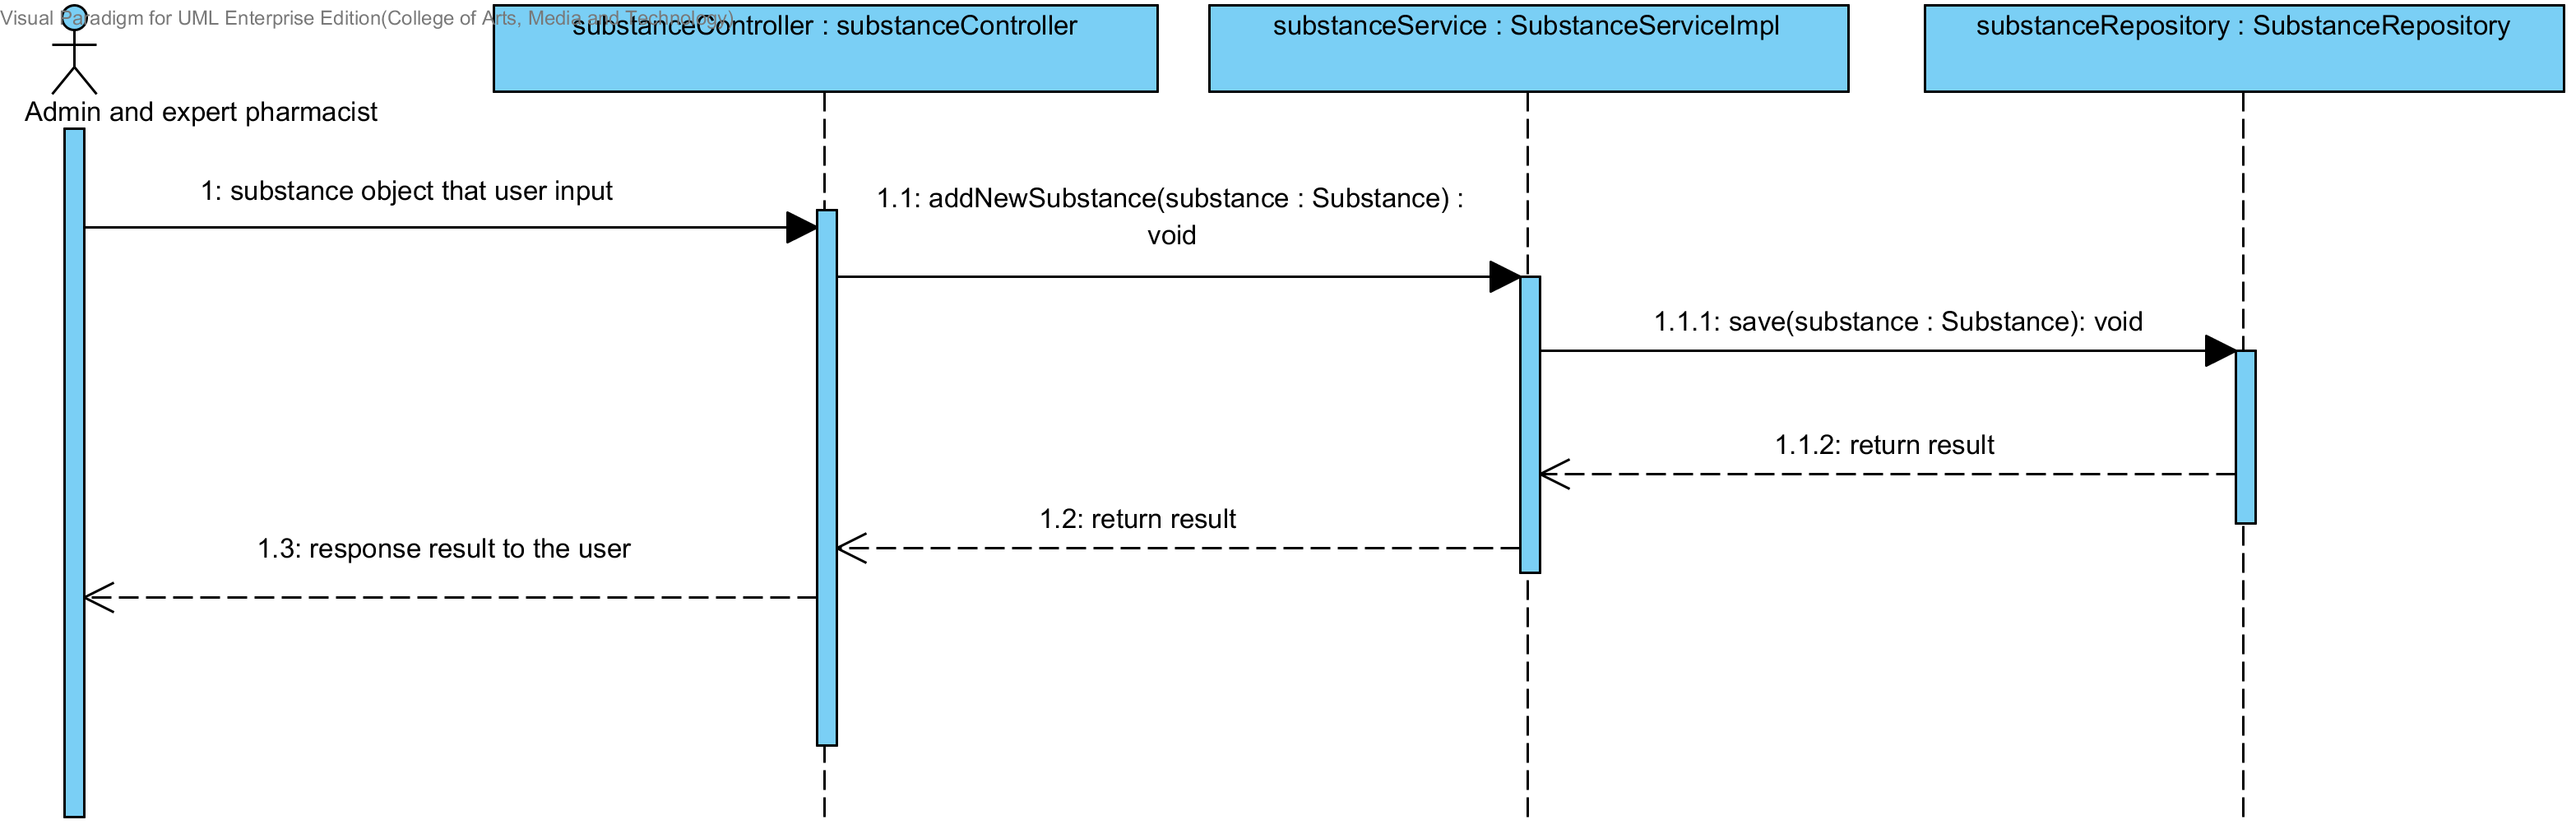 Visual Paradigm for UML Enterprise Edition(College of Arts, Media and Technology)
substanceController : substanceController
substanceService : SubstanceServiceImpl
substanceRepository : SubstanceRepository
Admin and expert pharmacist
1: substance object that user input
1.1: addNewSubstance(substance : Substance) :
void
1.1.1: save(substance : Substance): void
1.1.2: return result
1.2: return result
1.3: response result to the user